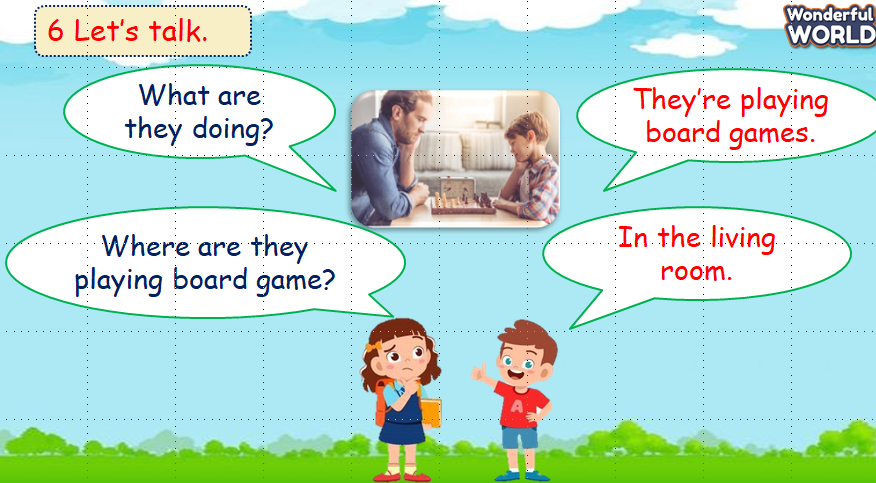 6 Let's talk.
Wonderful
WORLD
What are
they doing?
They're playing
board games.
Where are they
playing board game?
In the living
room.
A